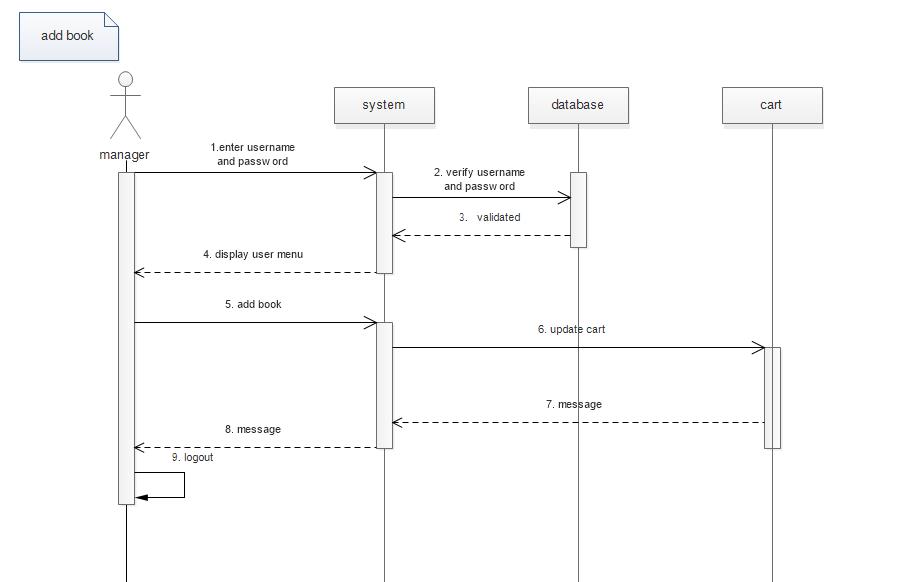 add book
system
database
cart
manager
1.enter username
and password
2. verify username
and password
3. validated
4. display user menu
5. add book
6. update cart
7. message
8. message
9. logout